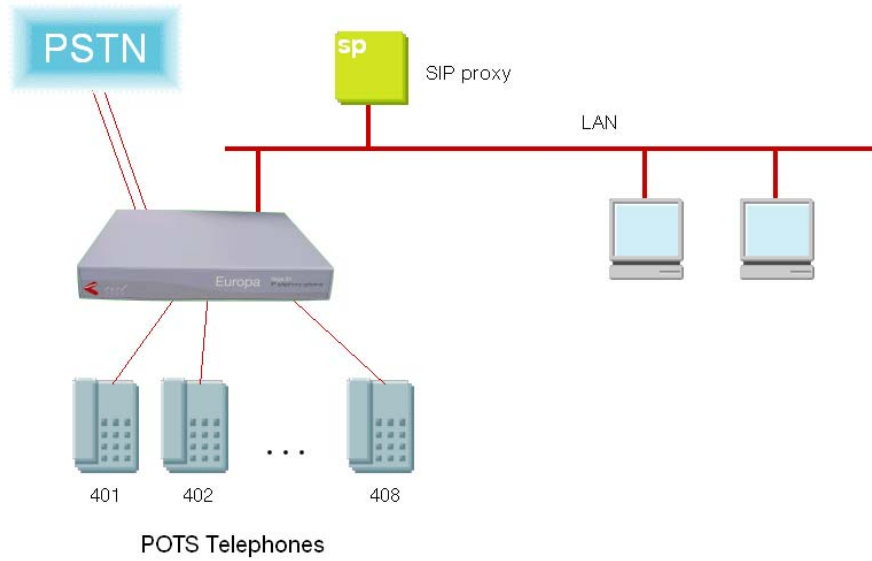 PSTN
sp
SIP proxy
LAN
Europa
401
402
...
408
POTS Telephones